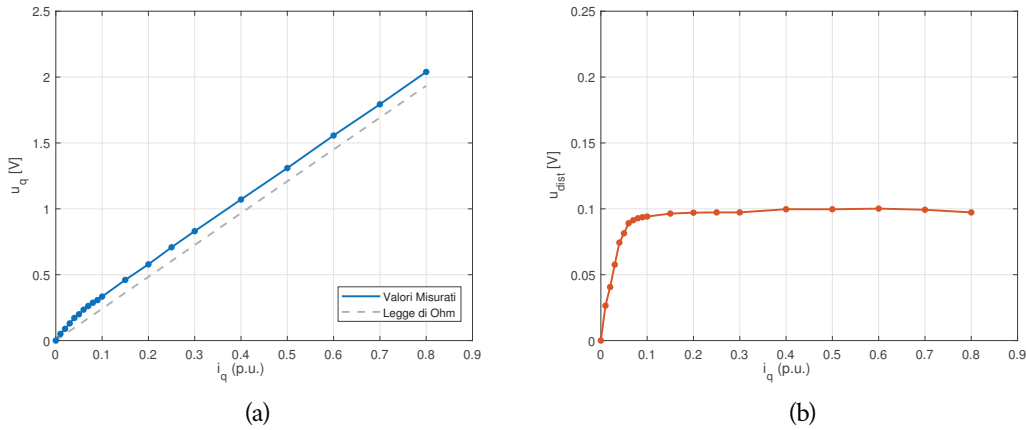 2.5
2
1.5
1
0.5
0
u_q [V]
0 0.1 0.2 0.3 0.4 0.5 0.6 0.7 0.8 0.9
i_q (p.u.)
Valori Misurati
Legge di Ohm
(a)
0.25
0.2
0.15
0.1
0.05
0
u_dist [V]
0 0.1 0.2 0.3 0.4 0.5 0.6 0.7 0.8 0.9
i_q (p.u.)
(b)